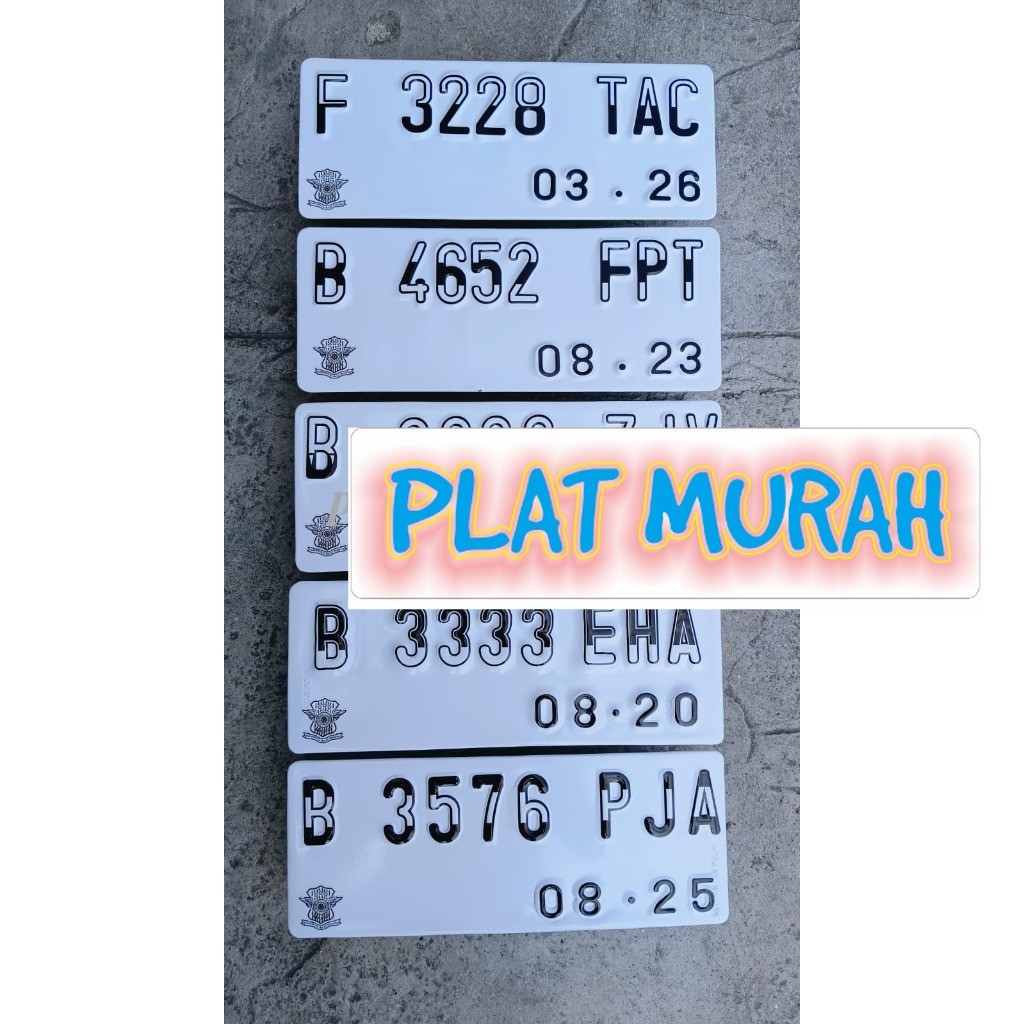 F 3228 TAC
03 . 26
B 4652 FPT
08 . 23
B
PLAT MURAH
B 3333 EHA
08 . 20
B 3576 PJA
08 . 25